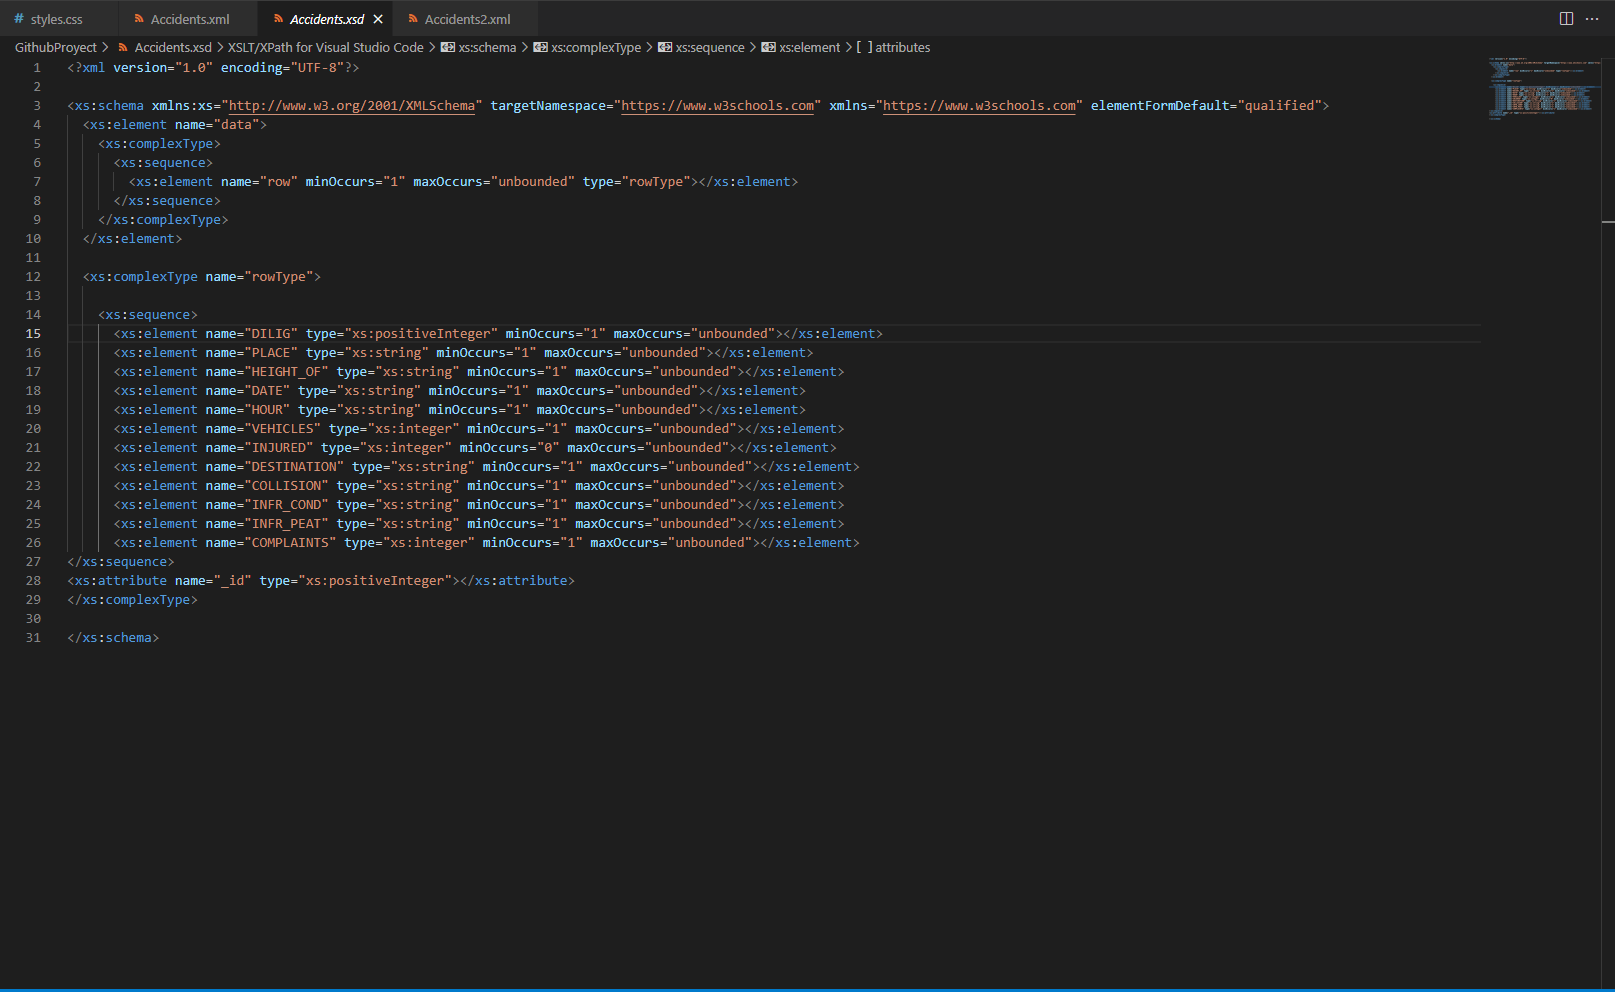 # styles.css Accidents.xml Accidents.xsd Accidents2.xml
GithubProyect > Accidents.xsd > XSLT/XPath for Visual Studio Code > xs:schema > xs:complexType > xs:sequence > xs:element > [ ] attributes
1 <?xml version="1.0" encoding="UTF-8"?>
2
3 <xs:schema xmlns:xs="http://www.w3.org/2001/XMLSchema" targetNamespace="https://www.w3schools.com" xmlns="https://www.w3schools.com" elementFormDefault="qualified">
4 <xs:element name="data">
5 <xs:complexType>
6 <xs:sequence>
7 <xs:element name="row" minOccurs="1" maxOccurs="unbounded" type="rowType"></xs:element>
8 </xs:sequence>
9 </xs:complexType>
10 </xs:element>
11
12 <xs:complexType name="rowType">
13
14 <xs:sequence>
15 <xs:element name="DILIG" type="xs:positiveInteger" minOccurs="1" maxOccurs="unbounded"></xs:element>
16 <xs:element name="PLACE" type="xs:string" minOccurs="1" maxOccurs="unbounded"></xs:element>
17 <xs:element name="HEIGHT_OF" type="xs:string" minOccurs="1" maxOccurs="unbounded"></xs:element>
18 <xs:element name="DATE" type="xs:string" minOccurs="1" maxOccurs="unbounded"></xs:element>
19 <xs:element name="HOUR" type="xs:string" minOccurs="1" maxOccurs="unbounded"></xs:element>
20 <xs:element name="VEHICLES" type="xs:integer" minOccurs="1" maxOccurs="unbounded"></xs:element>
21 <xs:element name="INJURED" type="xs:integer" minOccurs="0" maxOccurs="unbounded"></xs:element>
22 <xs:element name="DESTINATION" type="xs:string" minOccurs="1" maxOccurs="unbounded"></xs:element>
23 <xs:element name="COLLISION" type="xs:string" minOccurs="1" maxOccurs="unbounded"></xs:element>
24 <xs:element name="INFR_COND" type="xs:string" minOccurs="1" maxOccurs="unbounded"></xs:element>
25 <xs:element name="INFR_PEAT" type="xs:string" minOccurs="1" maxOccurs="unbounded"></xs:element>
26 <xs:element name="COMPLAINTS" type="xs:integer" minOccurs="1" maxOccurs="unbounded"></xs:element>
27 </xs:sequence>
28 <xs:attribute name="_id" type="xs:positiveInteger"></xs:attribute>
29 </xs:complexType>
30
31 </xs:schema>